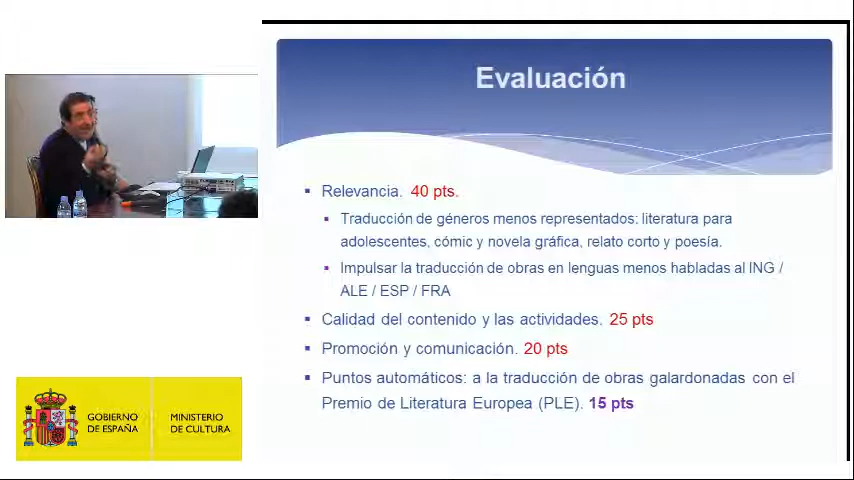 Evaluación
Relevancia. 40 pts.
Traducción de géneros menos representados: literatura para
adolescentes, cómic y novela gráfica, relato corto y poesía.
Impulsar la traducción de obras en lenguas menos habladas al ING /
ALE / ESP / FRA
Calidad del contenido y las actividades. 25 pts
Promoción y comunicación. 20 pts
Puntos automáticos: a la traducción de obras galardonadas con el
Premio de Literatura Europea (PLE). 15 pts
GOBIERNO
DE ESPAÑA
MINISTERIO
DE CULTURA